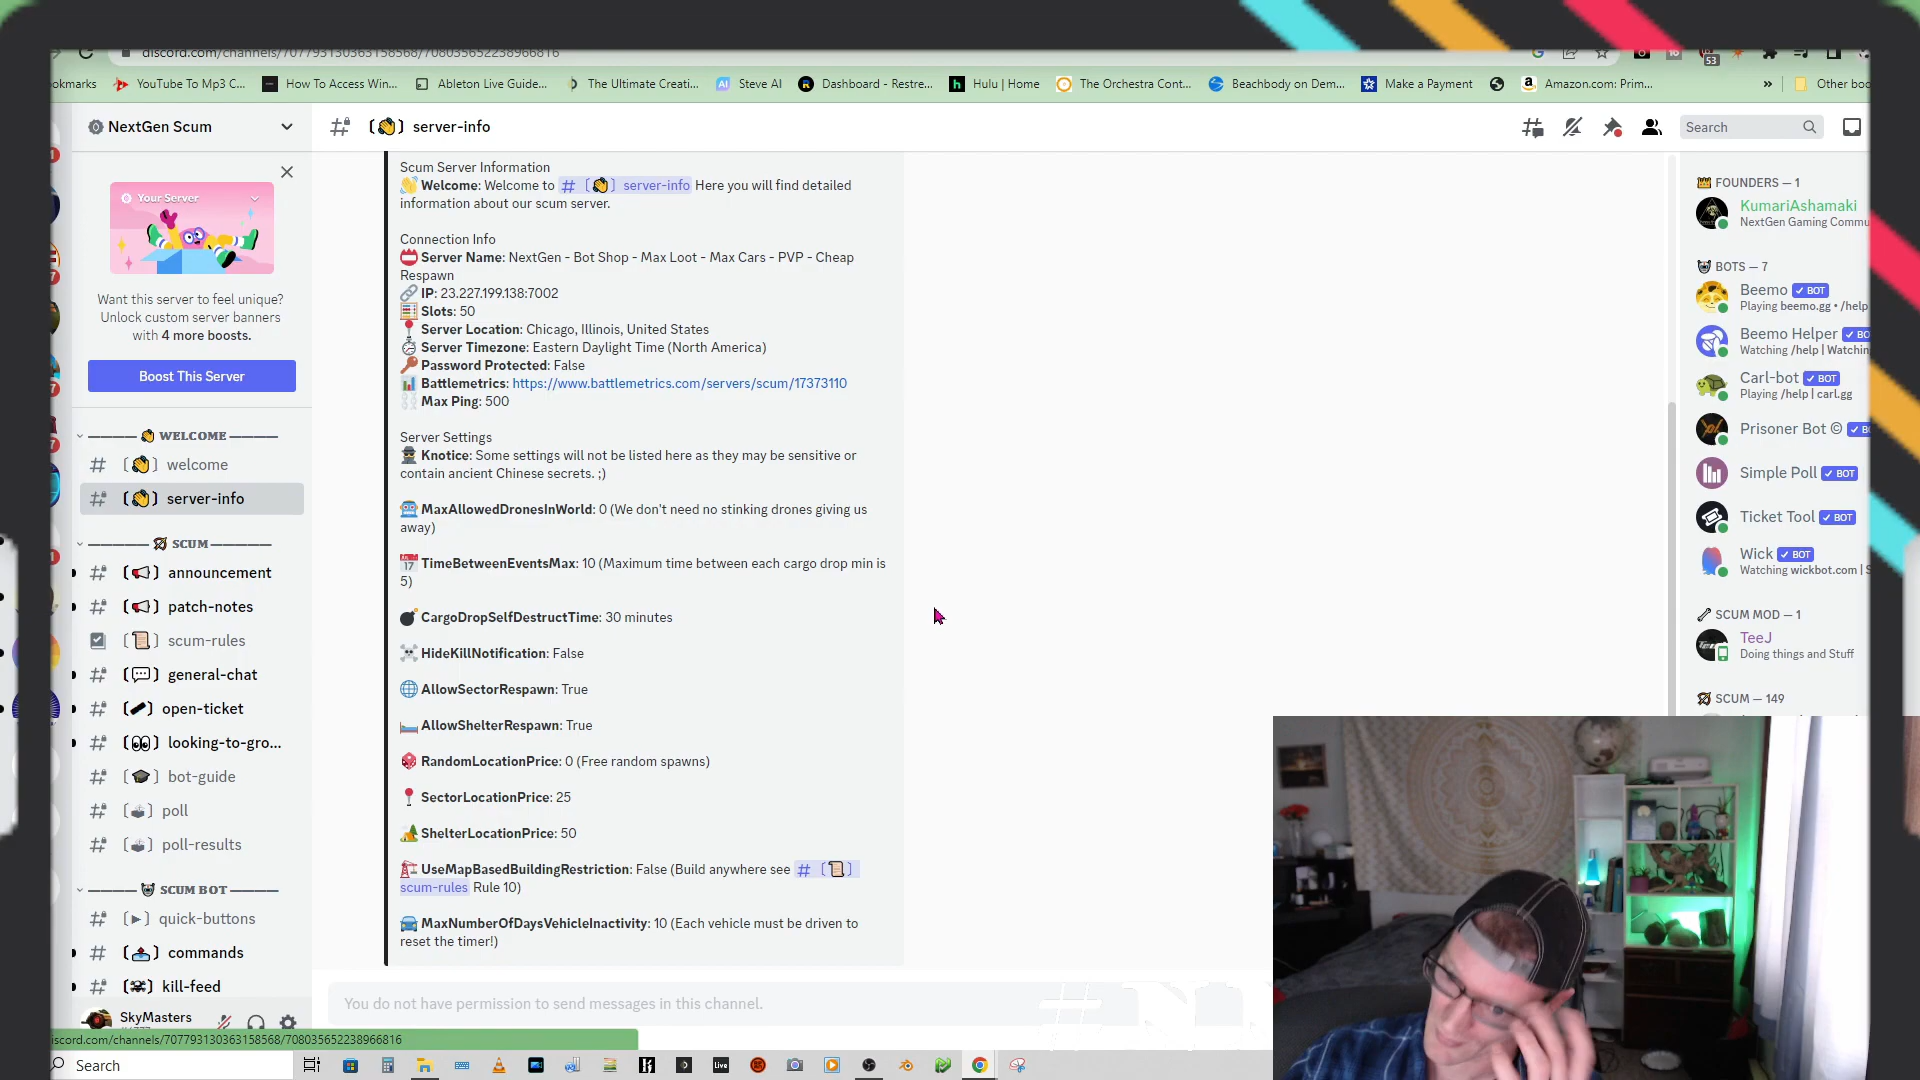 discord.com/channels/707793130363158568/708035652238966816
53
okmarks
YouTube To Mp3 C...
How To Access Win...
Ableton Live Guide...
The Ultimate Creati...
Steve AI
Dashboard - Restre...
Hulu | Home
The Orchestra Cont...
Beachbody on Dem...
Make a Payment
Amazon.com: Prim...
»
Other boo
NextGen Scum
server-info
Search
Your Server
Want this server to feel unique?
Unlock custom server banners
with 4 more boosts.
Boost This Server
WELCOME
welcome
server-info
SCUM
announcement
patch-notes
scum-rules
general-chat
open-ticket
looking-to-gro...
bot-guide
poll
poll-results
SCUM BOT
quick-buttons
commands
kill-feed
SkyMasters
Scum Server Information
Welcome: Welcome to # server-info Here you will find detailed
information about our scum server.
Connection Info
Server Name: NextGen - Bot Shop - Max Loot - Max Cars - PVP - Cheap
Respawn
IP: 23.227.199.138:7002
Slots: 50
Server Location: Chicago, Illinois, United States
Server Timezone: Eastern Daylight Time (North America)
Password Protected: False
Battlemetrics: https://www.battlemetrics.com/servers/scum/17373110
Max Ping: 500
Server Settings
Knotice: Some settings will not be listed here as they may be sensitive or
contain ancient Chinese secrets. ;)
MaxAllowedDronesInWorld: 0 (We don't need no stinking drones giving us
away)
TimeBetweenEventsMax: 10 (Maximum time between each cargo drop min is
5)
CargoDropSelfDestructTime: 30 minutes
HideKillNotification: False
AllowSectorRespawn: True
AllowShelterRespawn: True
RandomLocationPrice: 0 (Free random spawns)
SectorLocationPrice: 25
ShelterLocationPrice: 50
UseMapBasedBuildingRestriction: False (Build anywhere see #
scum-rules Rule 10)
MaxNumberOfDaysVehicleInactivity: 10 (Each vehicle must be driven to
reset the timer!)
You do not have permission to send messages in this channel.
FOUNDERS — 1
KumariAshamaki
NextGen Gaming Commu
BOTS — 7
Beemo ✓ BOT
Playing beemo.gg • /help
Beemo Helper ✓ BO
Watching /help | Watchin
Carl-bot ✓ BOT
Playing /help | carl.gg
Prisoner Bot © ✓ BO
Simple Poll ✓ BOT
Ticket Tool ✓ BOT
Wick ✓ BOT
Watching wickbot.com | S
SCUM MOD — 1
TeeJ
Doing things and Stuff
SCUM — 149
iscord.com/channels/707793130363158568/708035652238966816
Search
Live